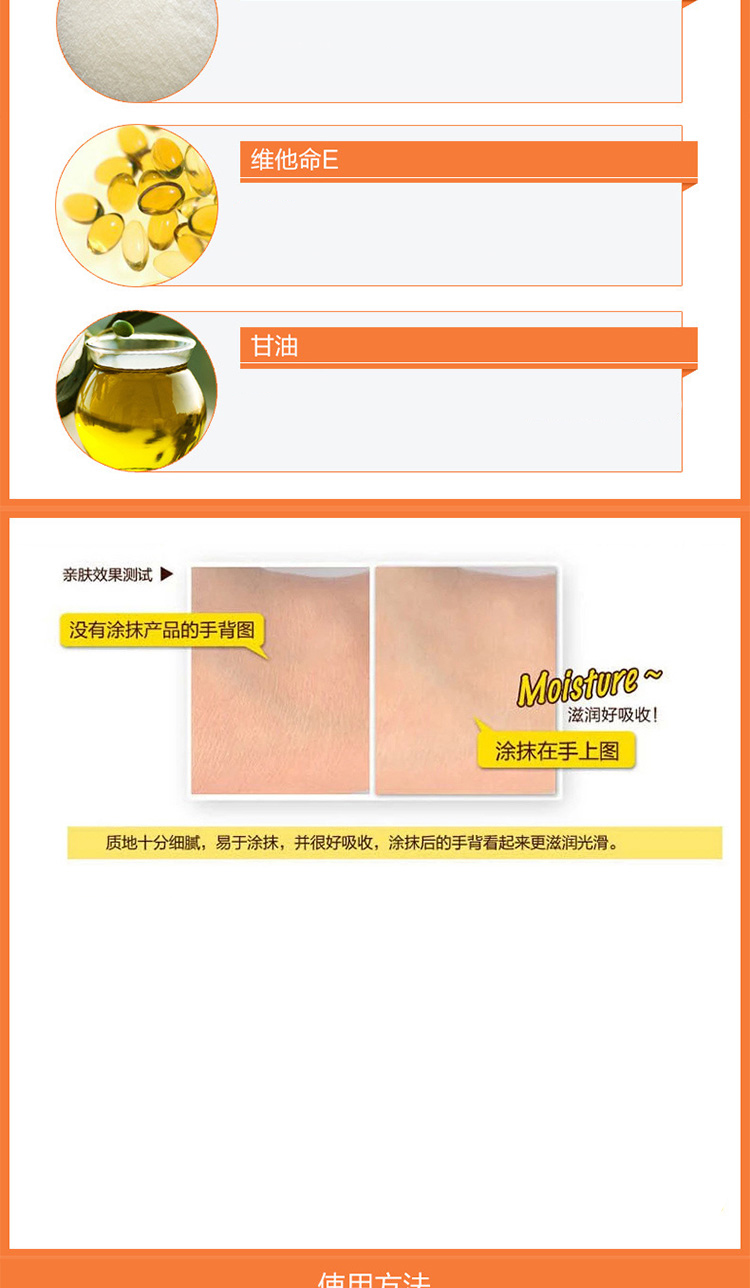 维他命E
甘油
亲肤效果测试
没有涂抹产品的手背图
Moisture~
滋润好吸收!
涂抹在手上图
质地十分细腻，易于涂抹，并很好吸收，涂抹后的手背看起来更滋润光滑。
使用方法